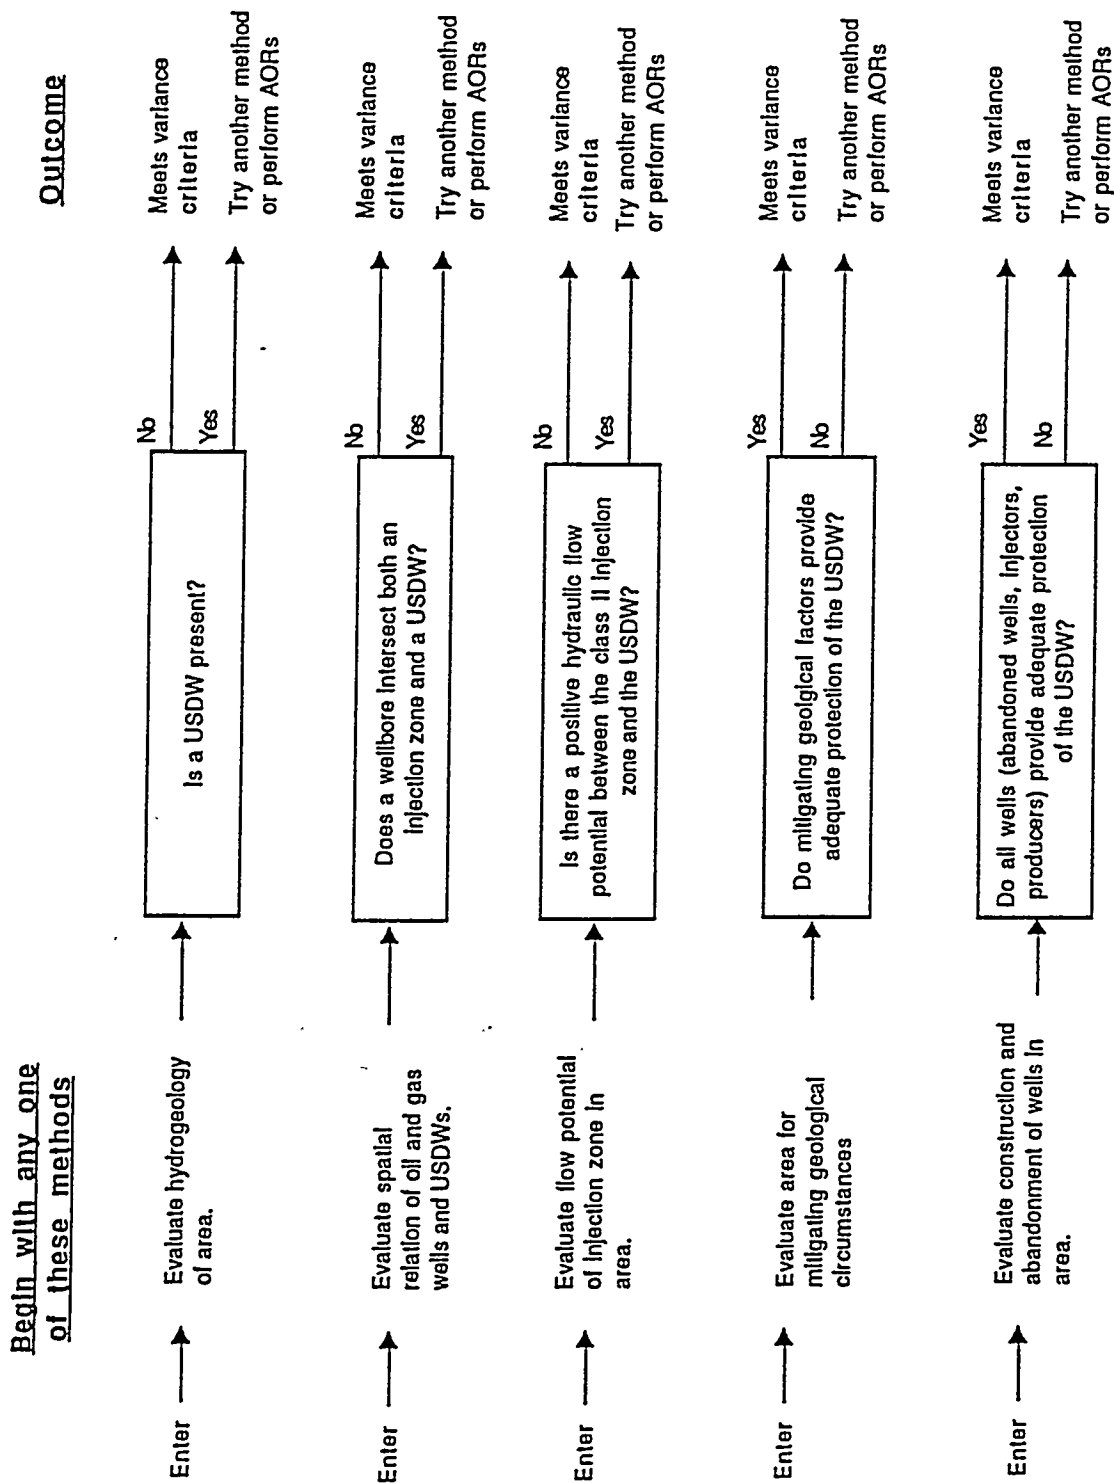 Begin with any one
of these methods
Outcome
Enter
Evaluate hydrogeology
of area.
Is a USDW present?
No
Meets variance
criteria
Yes
Try another method
or perform AORs
Enter
Evaluate spatial
relation of oil and gas
wells and USDWs.
Does a wellbore intersect both an
injection zone and a USDW?
No
Meets variance
criteria
Yes
Try another method
or perform AORs
Enter
Evaluate flow potential
of injection zone in
area.
Is there a positive hydraulic flow
potential between the class II injection
zone and the USDW?
No
Meets variance
criteria
Yes
Try another method
or perform AORs
Enter
Evaluate area for
mitigating geological
circumstances
Do mitigating geolgical factors provide
adequate protection of the USDW?
Yes
Meets variance
criteria
No
Try another method
or perform AORs
Enter
Evaluate construction and
abandonment of wells in
area.
Do all wells (abandoned wells, injectors,
producers) provide adequate protection
of the USDW?
Yes
Meets variance
criteria
No
Try another method
or perform AORs